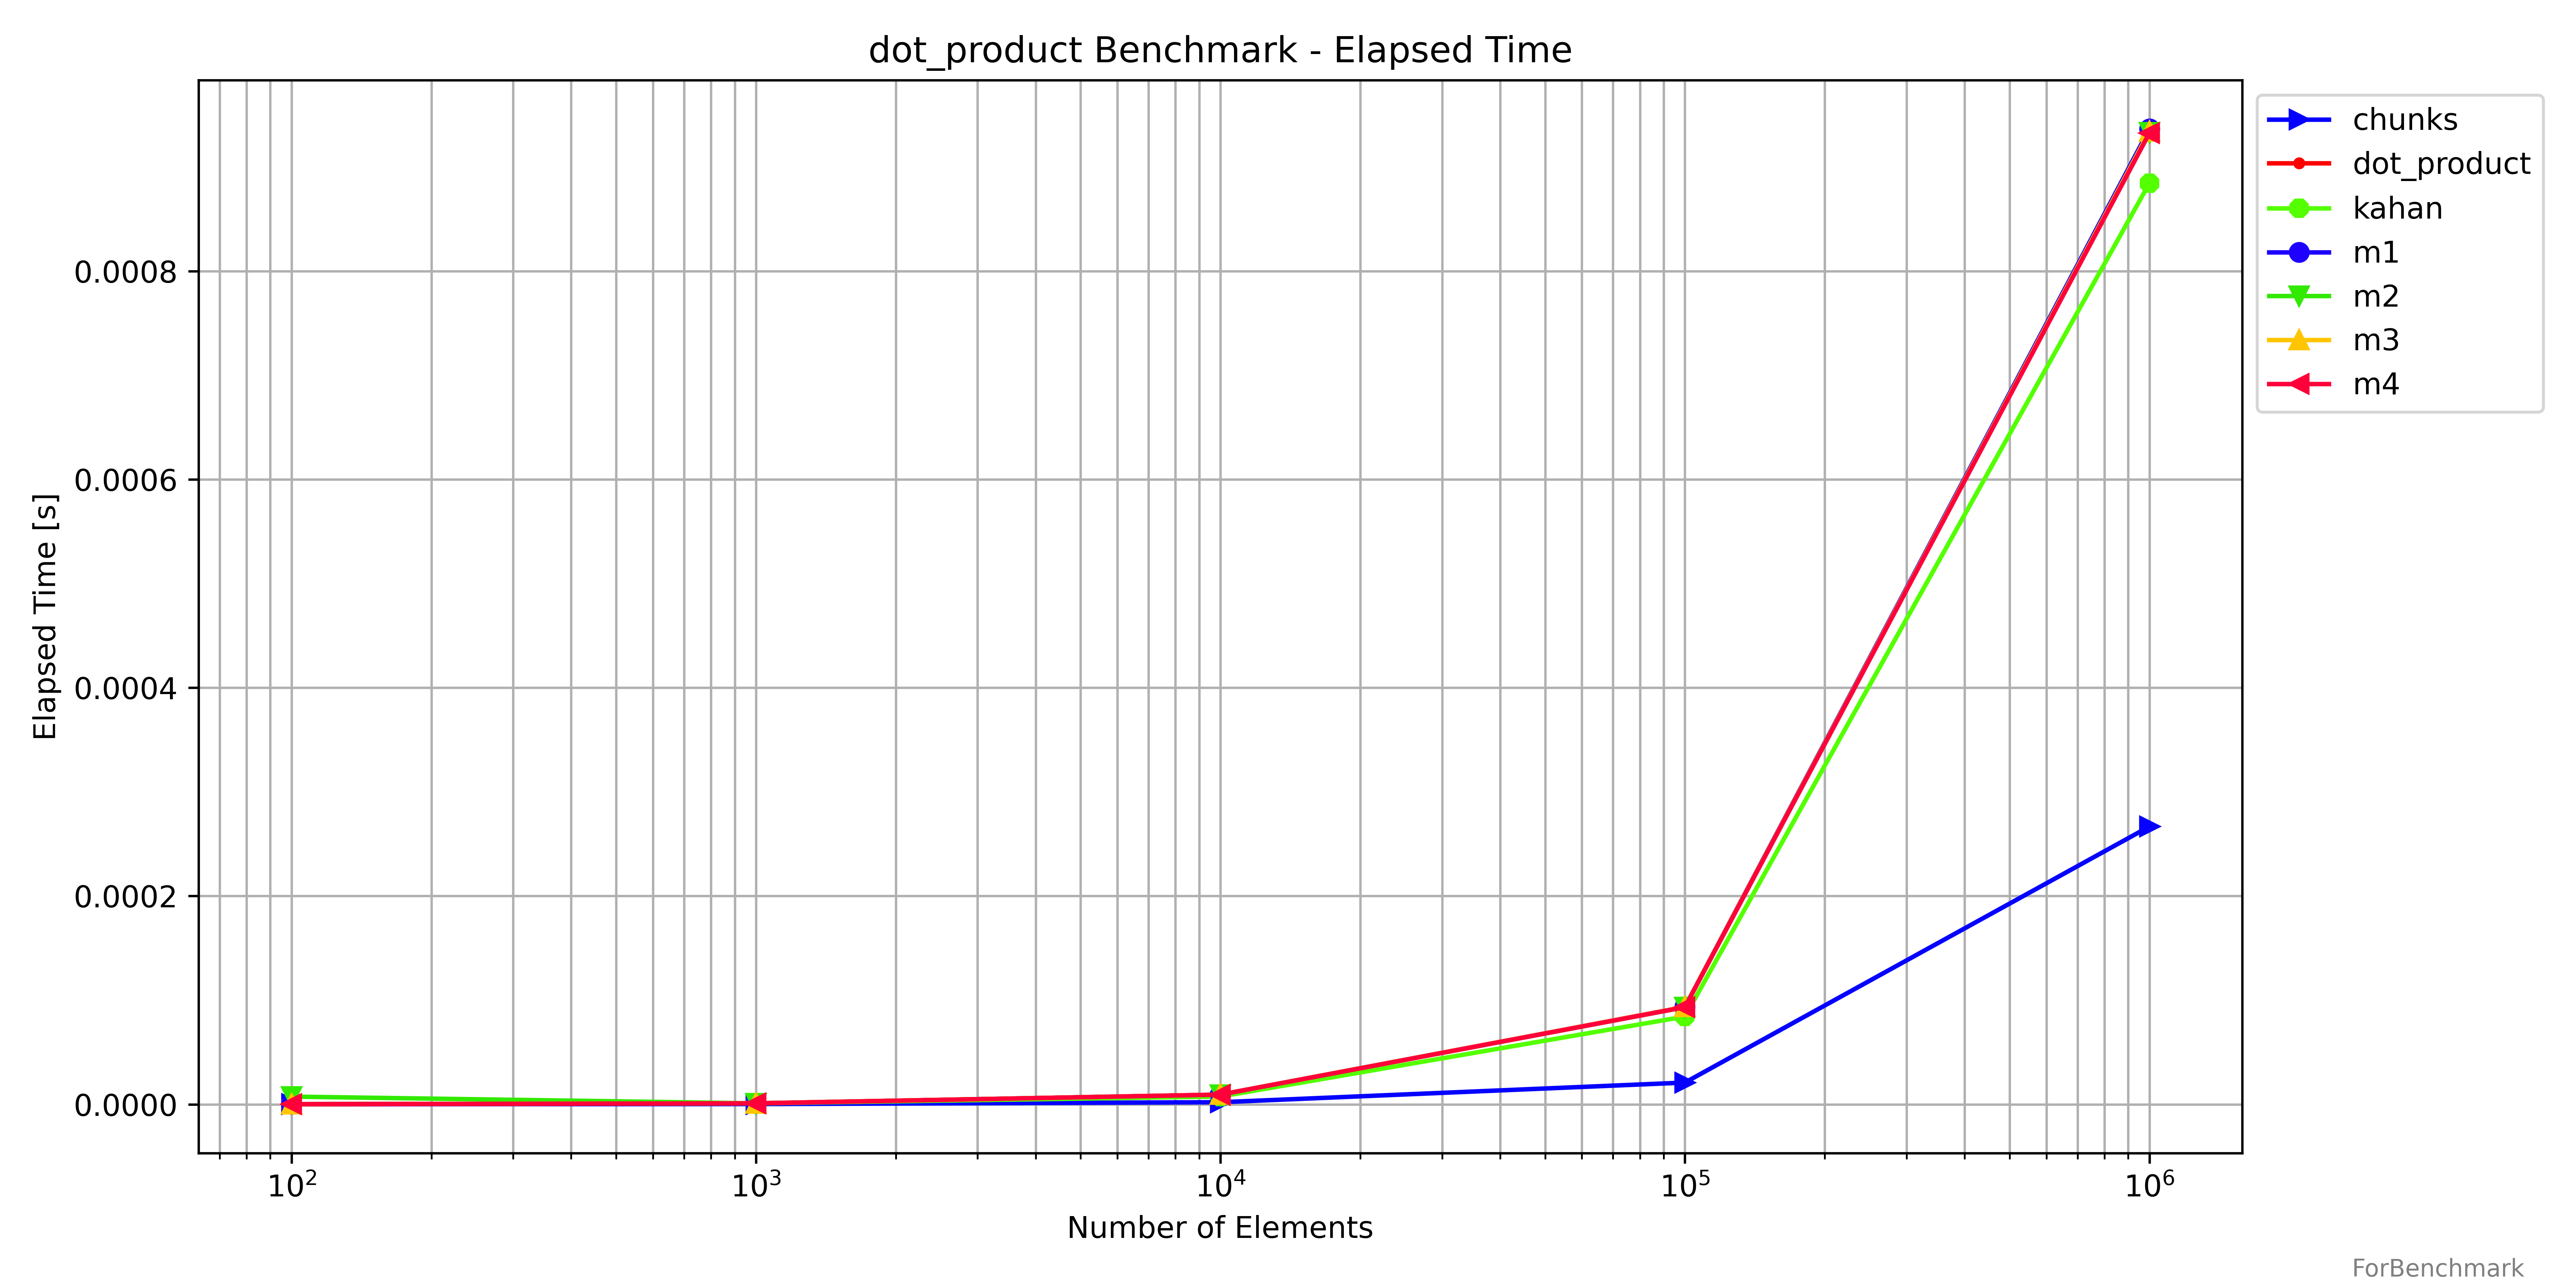 dot_product Benchmark - Elapsed Time
chunks
dot_product
kahan
m1
m2
m3
m4
Elapsed Time [s]
0.0008
0.0006
0.0004
0.0002
0.0000
10² 10³ 10⁴ 10⁵ 10⁶
Number of Elements
ForBenchmark